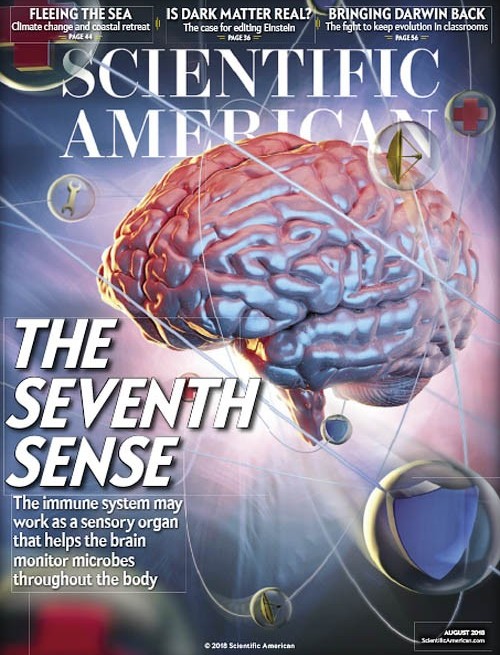 FLEEING THE SEA
Climate change and coastal retreat
PAGE 44
IS DARK MATTER REAL?
The case for editing Einstein
PAGE 36
BRINGING DARWIN BACK
The fight to keep evolution in classrooms
PAGE 56
SCIENTIFIC
AMERICAN
THE
SEVENTH
SENSE
The immune system may
work as a sensory organ
that helps the brain
monitor microbes
throughout the body
AUGUST 2018
ScientificAmerican.com
© 2018 Scientific American